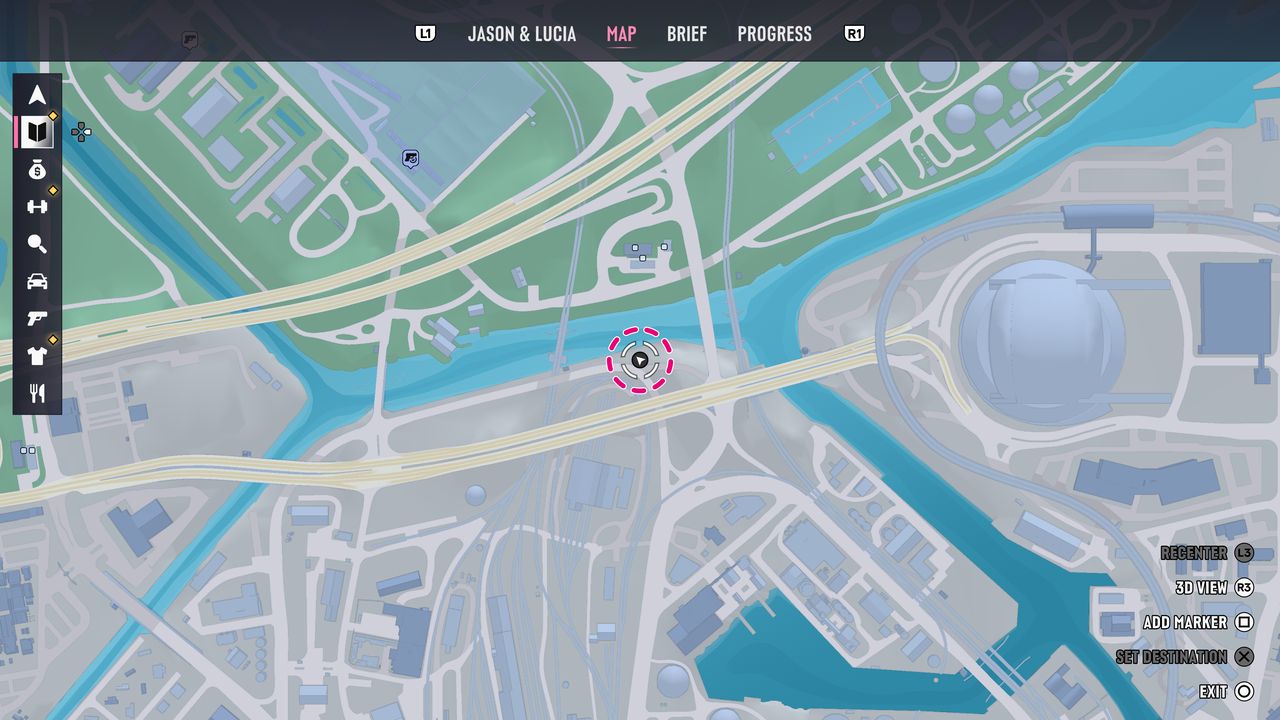 L1 JASON & LUCIA MAP BRIEF PROGRESS R1
RECENTER L3
3D VIEW R3
ADD MARKER
SET DESTINATION
EXIT